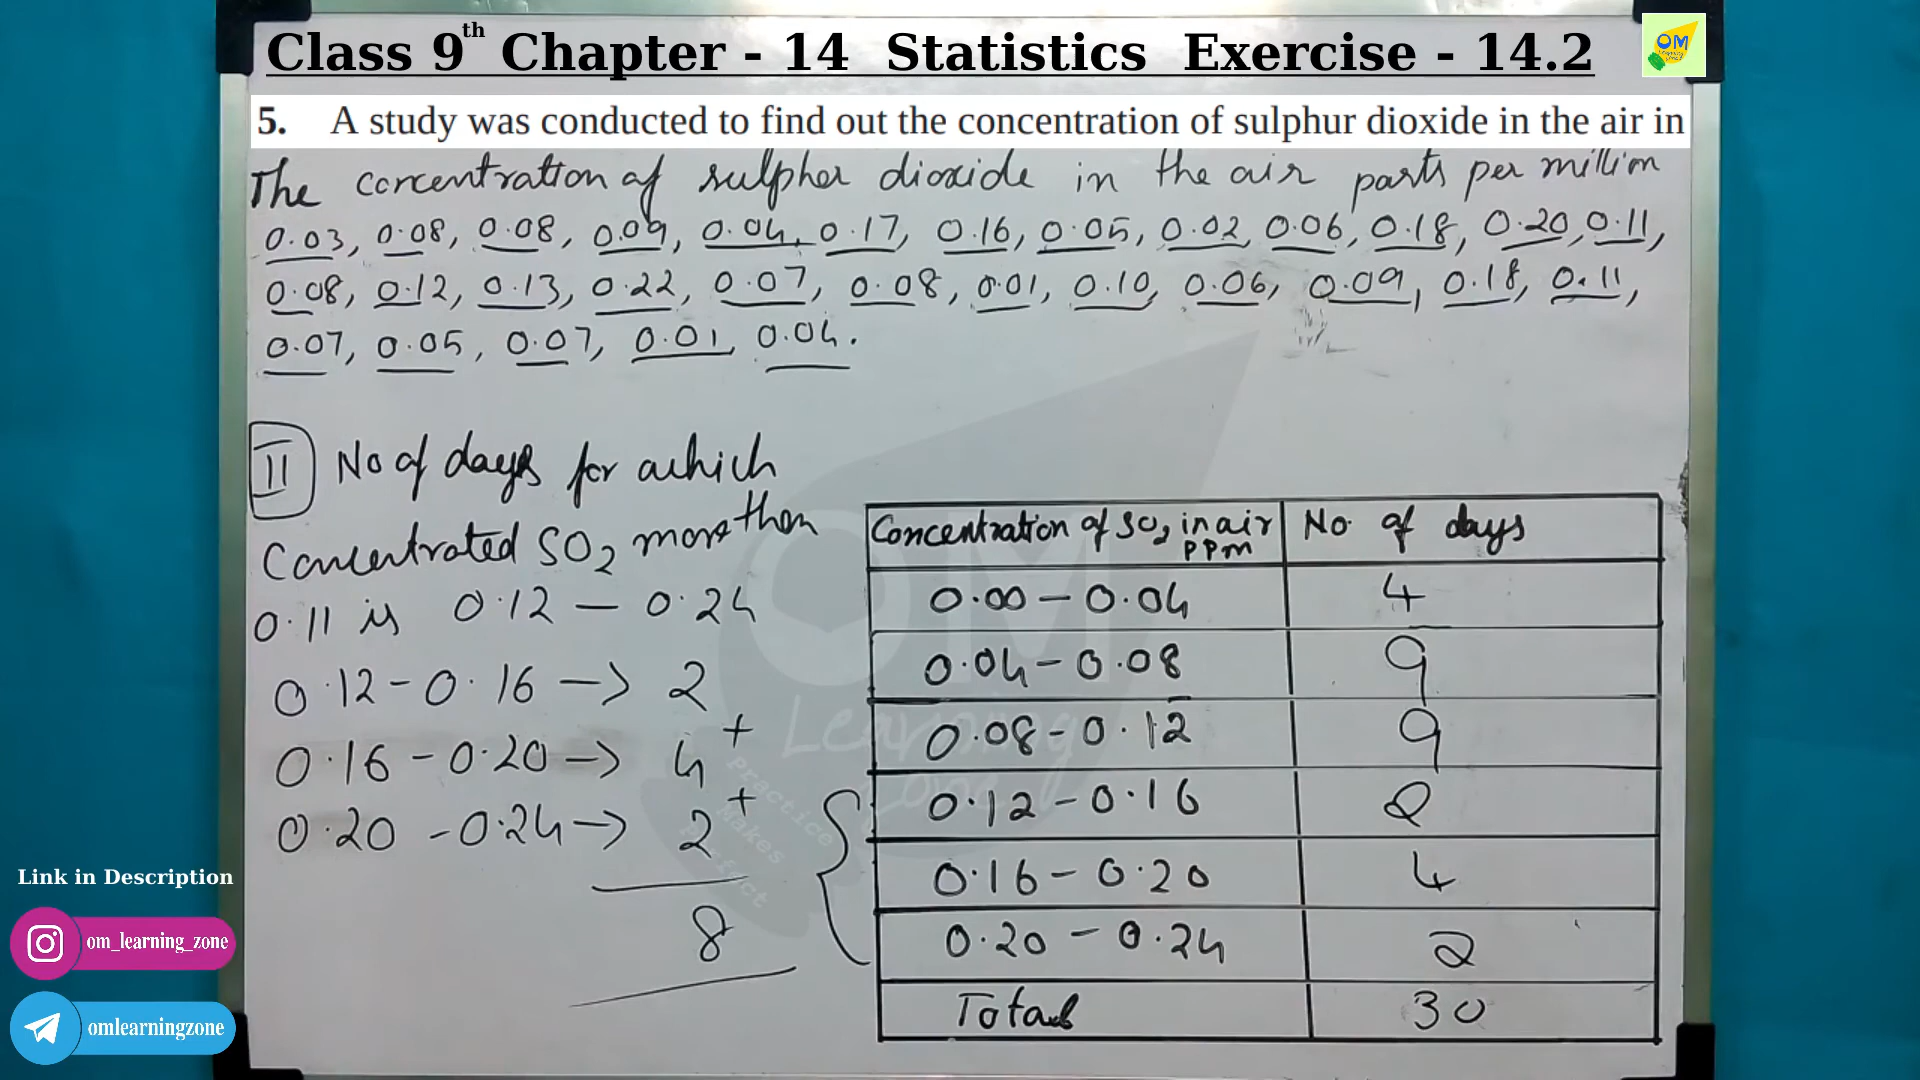 Class 9th Chapter - 14 Statistics Exercise - 14.2
OM
5. A study was conducted to find out the concentration of sulphur dioxide in the air in
The concentration of sulpher dioxide in the air parts per million
0.03, 0.08, 0.08, 0.09, 0.04, 0.17, 0.16, 0.05, 0.02, 0.06, 0.18, 0.20, 0.11,
0.08, 0.12, 0.13, 0.22, 0.07, 0.08, 0.01, 0.10, 0.06, 0.09, 0.18, 0.11,
0.07, 0.05, 0.07, 0.01, 0.04.
II No of days for which
Concentrated SO2 more than
0.11 is 0.12 - 0.24
0.12 - 0.16 -> 2
+
0.16 - 0.20 -> 4
+
0.20 - 0.24 -> 2
8
Concentration of SO2 in air ppm No. of days
0.00 - 0.04 4
0.04 - 0.08 9
0.08 - 0.12 9
0.12 - 0.16 2
0.16 - 0.20 4
0.20 - 0.24 2
Total 30
OM
Learning
Zone
Practice
Makes
Perfect
Link in Description
om_learning_zone
omlearningzone